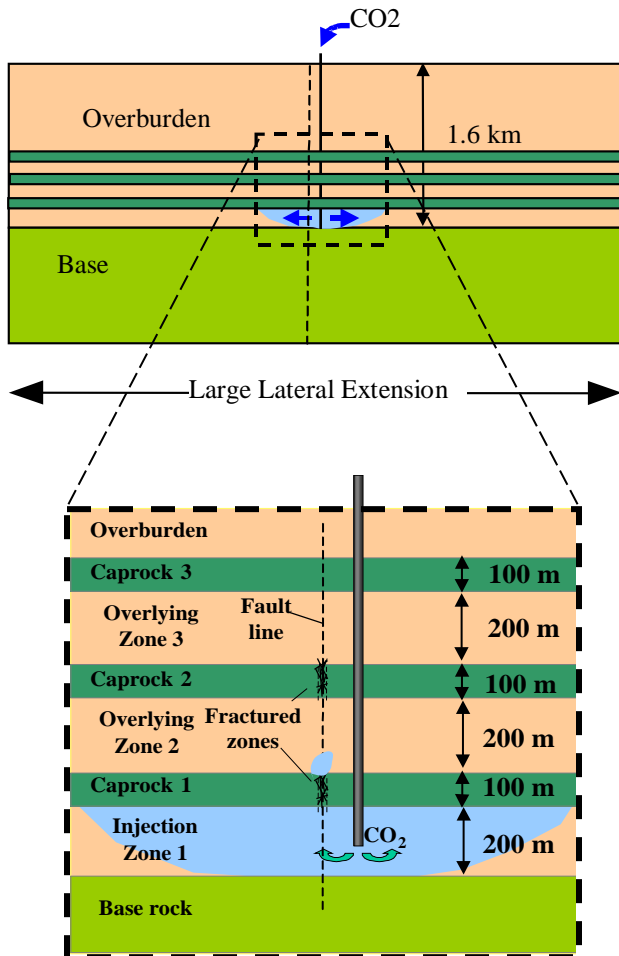 CO2
Overburden
1.6 km
Base
Large Lateral Extension
Overburden
Caprock 3
100 m
Overlying
Zone 3
Fault
line
200 m
Caprock 2
100 m
Overlying
Zone 2
Fractured
zones
200 m
Caprock 1
100 m
Injection
Zone 1
CO₂
200 m
Base rock